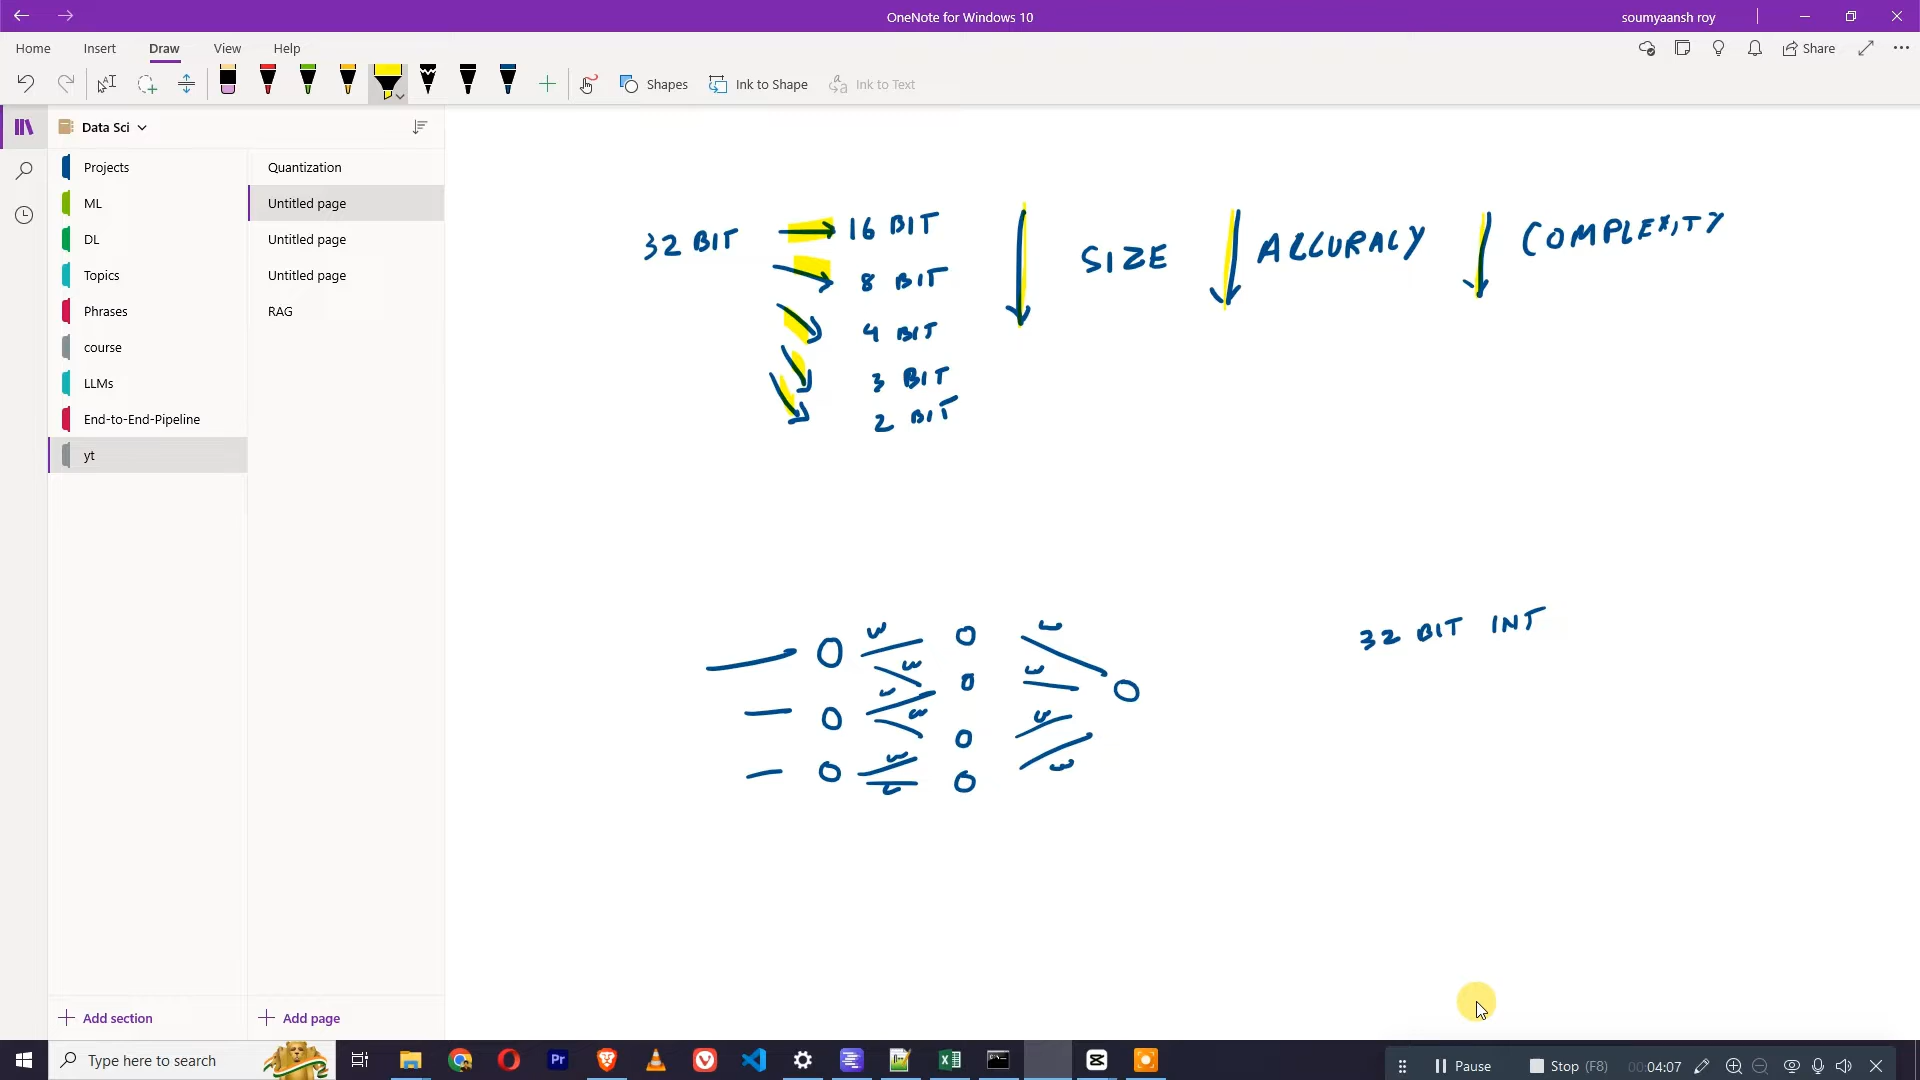 OneNote for Windows 10
soumyaansh roy
Home Insert Draw View Help
Share
Shapes Ink to Shape Ink to Text
Data Sci
Projects
ML
DL
Topics
Phrases
course
LLMs
End-to-End-Pipeline
yt
Quantization
Untitled page
Untitled page
Untitled page
RAG
32 BIT
16 BIT
8 BIT
4 BIT
3 BIT
2 BIT
SIZE
ACCURACY
COMPLEXITY
w w
w w
w
w w
w w
32 BIT INT
Add section
Add page
Type here to search
Pr
Pause
Stop (F8)
00:04:07